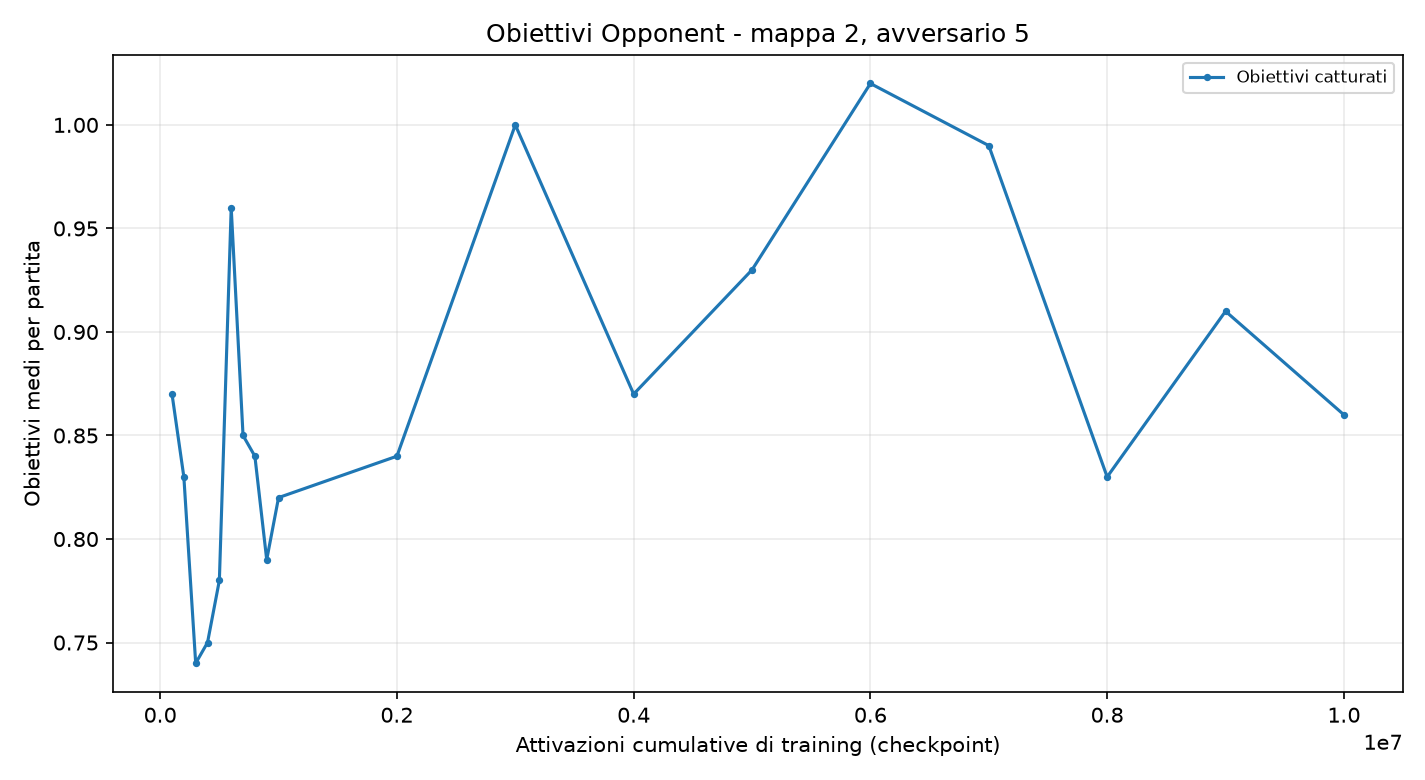 Obiettivi Opponent - mappa 2, avversario 5
Obiettivi catturati
Obiettivi medi per partita
1.00
0.95
0.90
0.85
0.80
0.75
0.0 0.2 0.4 0.6 0.8 1.0
1e7
Attivazioni cumulative di training (checkpoint)